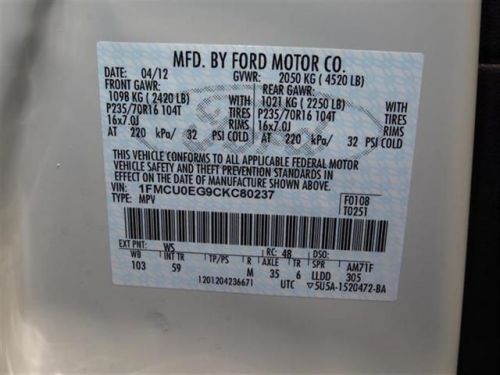 MFD. BY FORD MOTOR CO.
DATE: 04/12 GVWR: 2050 KG (4520 LB)
FRONT GAWR: REAR GAWR:
1098 KG (2420 LB) 1021 KG (2250 LB)
P235/70R16 104T TIRES P235/70R16 104T
16x7.0J RIMS 16x7.0J RIMS
AT 220 kPa/ 32 PSI COLD AT 220 kPa/ 32 PSI COLD
THIS VEHICLE CONFORMS TO ALL APPLICABLE FEDERAL MOTOR
VEHICLE SAFETY AND THEFT PREVENTION STANDARDS IN
EFFECT ON THE DATE OF MANUFACTURE SHOWN ABOVE.
VIN: 1FMCU0EG9CKC80237 F0108
TYPE: MPV T0251
EXT PNT: WS RC: 48 DSO:
WB INT TR TP/PS R AXLE TR SPR AM71F
103 59 M 35 6 LLDD 305
1201204236671 UTC ▽5U5A-1520472-BA
Ford